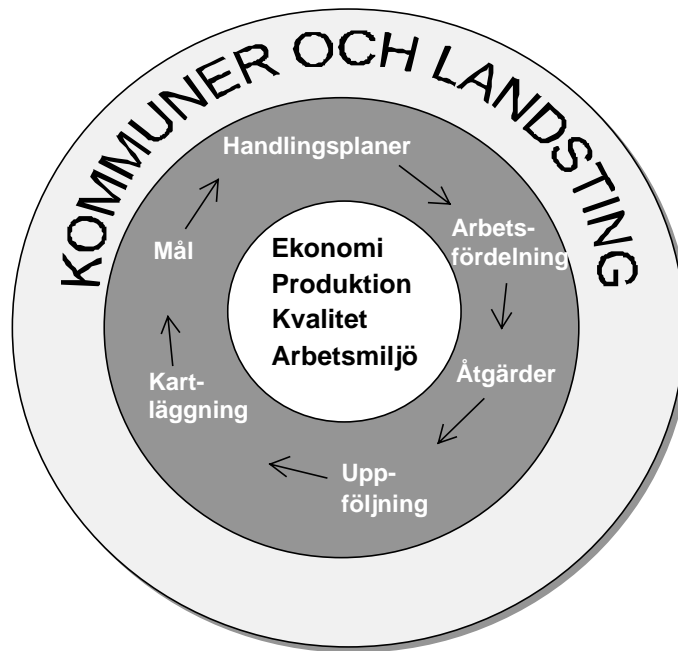 KOMMUNER OCH LANDSTING
Handlingsplaner
Arbets-
fördelning
Åtgärder
Upp-
följning
Kart-
läggning
Mål
Ekonomi
Produktion
Kvalitet
Arbetsmiljö